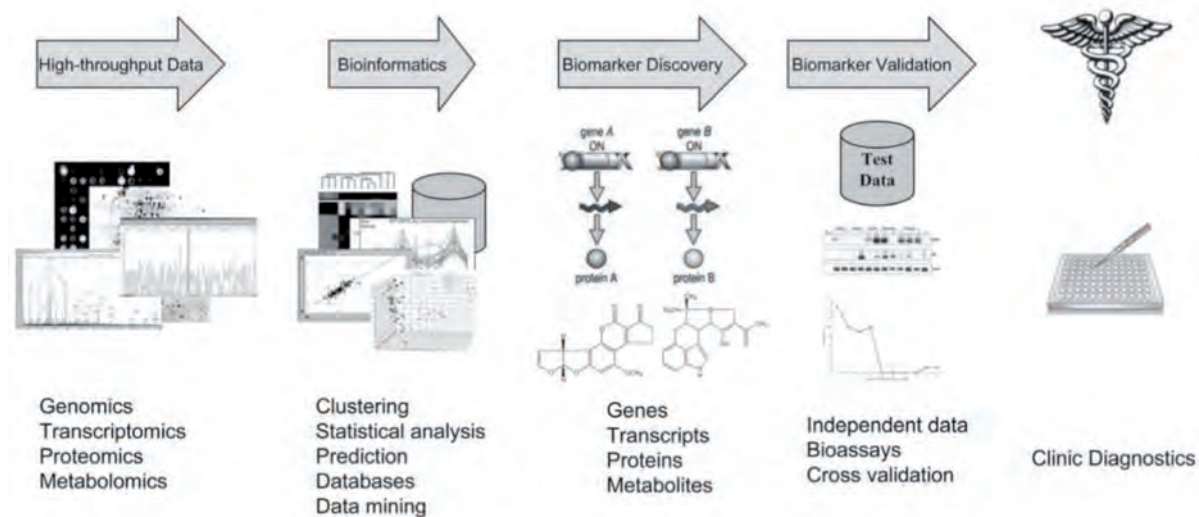 High-throughput Data
Bioinformatics
Biomarker Discovery
Biomarker Validation
gene A
ON
gene B
ON
protein A
protein B
Test
Data
OCH₃
Genomics
Transcriptomics
Proteomics
Metabolomics
Clustering
Statistical analysis
Prediction
Databases
Data mining
Genes
Transcripts
Proteins
Metabolites
Independent data
Bioassays
Cross validation
Clinic Diagnostics